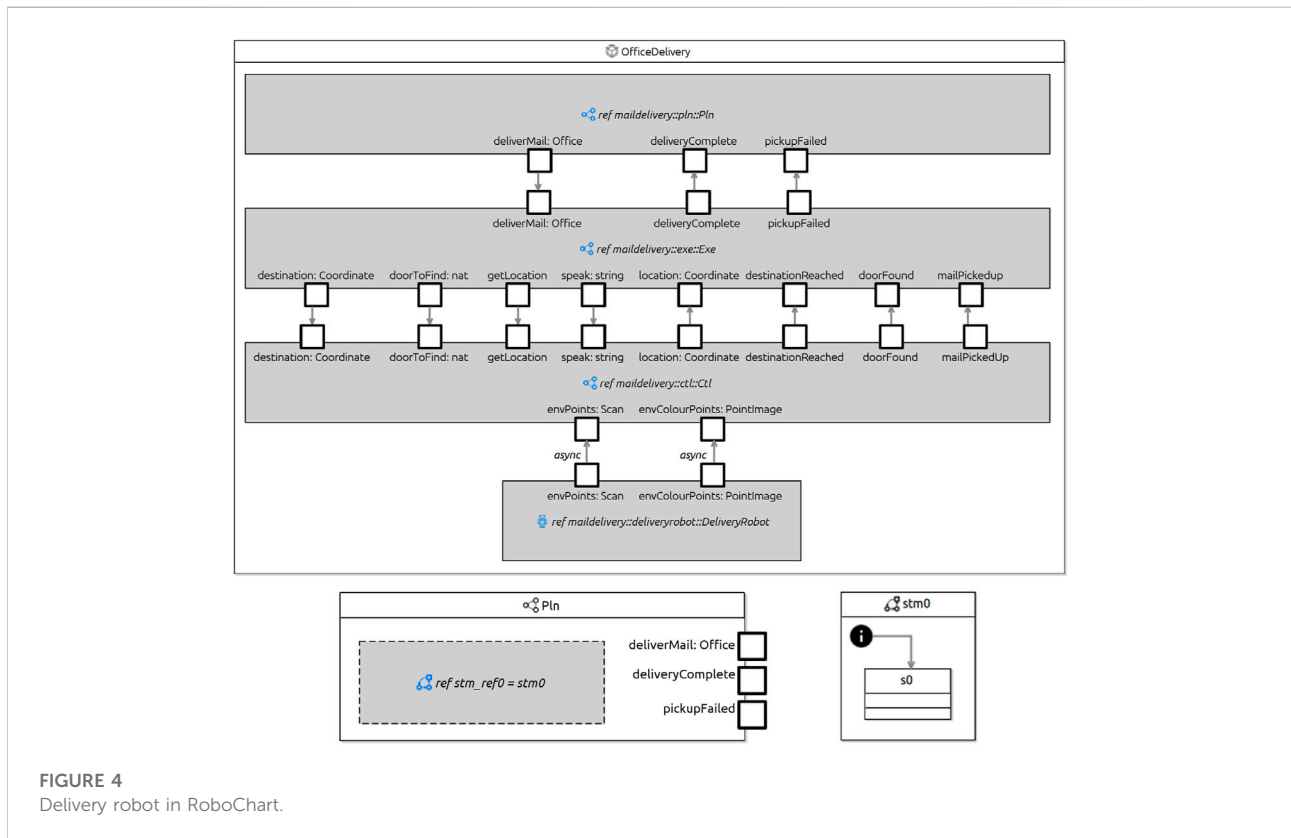 OfficeDelivery
ref maildelivery::pln::Pln
deliverMail: Office deliveryComplete pickupFailed
deliverMail: Office deliveryComplete pickupFailed
ref maildelivery::exe::Exe
destination: Coordinate doorToFind: nat getLocation speak: string location: Coordinate destinationReached doorFound mailPickedup
destination: Coordinate doorToFind: nat getLocation speak: string location: Coordinate destinationReached doorFound mailPickedUp
ref maildelivery::ctl::Ctl
envPoints: Scan envColourPoints: PointImage
async async
envPoints: Scan envColourPoints: PointImage
ref maildelivery::deliveryrobot::DeliveryRobot
Pln
deliverMail: Office
ref stm_ref0 = stm0
deliveryComplete
pickupFailed
stm0
i
s0
FIGURE 4
Delivery robot in RoboChart.